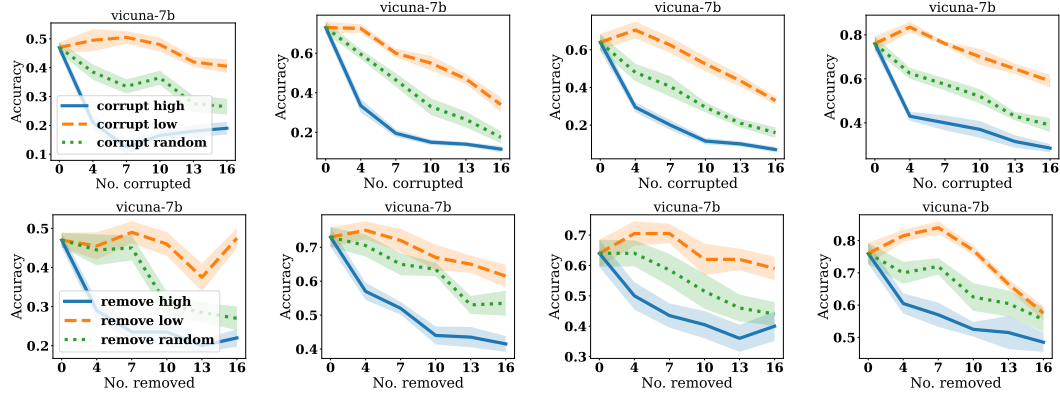 vicuna-7b
Accuracy
0.5
0.4
0.3
0.2
0.1
corrupt high
corrupt low
corrupt random
0 4 7 10 13 16
No. corrupted
vicuna-7b
Accuracy
0.6
0.4
0.2
0 4 7 10 13 16
No. corrupted
vicuna-7b
Accuracy
0.6
0.4
0.2
0 4 7 10 13 16
No. corrupted
vicuna-7b
Accuracy
0.8
0.6
0.4
0 4 7 10 13 16
No. corrupted
vicuna-7b
Accuracy
0.5
0.4
0.3
0.2
remove high
remove low
remove random
0 4 7 10 13 16
No. removed
vicuna-7b
Accuracy
0.7
0.6
0.5
0.4
0 4 7 10 13 16
No. removed
vicuna-7b
Accuracy
0.7
0.6
0.5
0.4
0.3
0 4 7 10 13 16
No. removed
vicuna-7b
Accuracy
0.8
0.7
0.6
0.5
0 4 7 10 13 16
No. removed